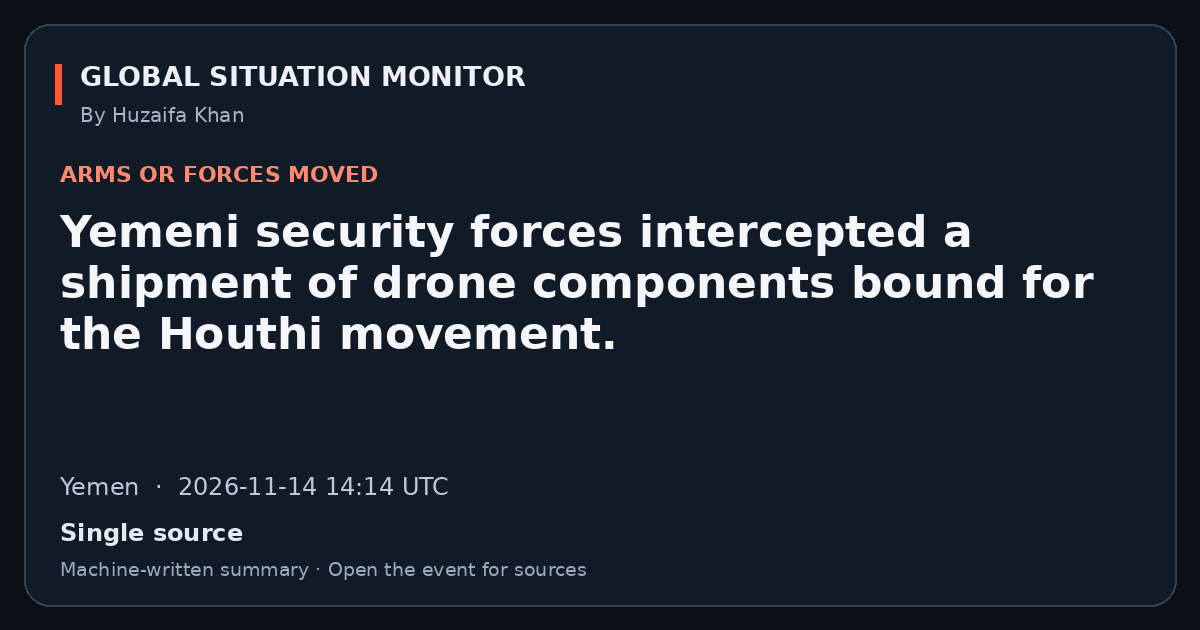 GLOBAL SITUATION MONITOR
By Huzaifa Khan
ARMS OR FORCES MOVED
Yemeni security forces intercepted a
shipment of drone components bound for
the Houthi movement.
Yemen · 2026-11-14 14:14 UTC
Single source
Machine-written summary · Open the event for sources